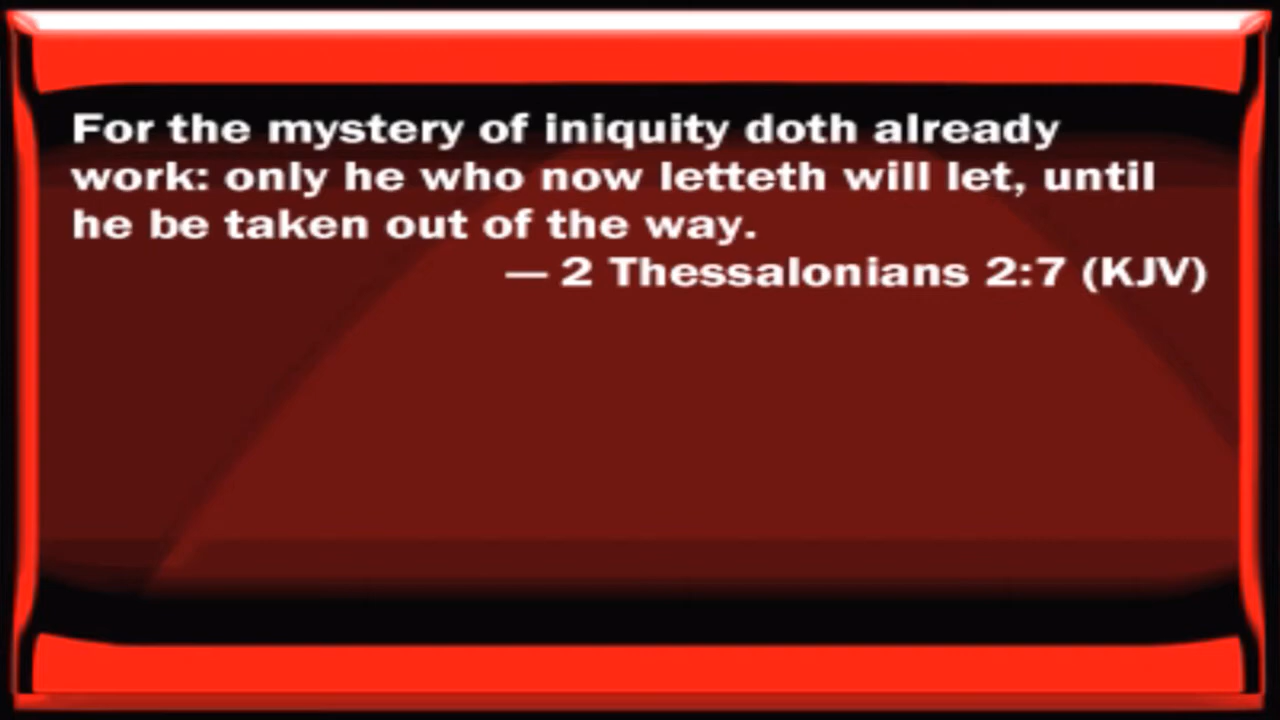 For the mystery of iniquity doth already
work: only he who now letteth will let, until
he be taken out of the way.
— 2 Thessalonians 2:7 (KJV)